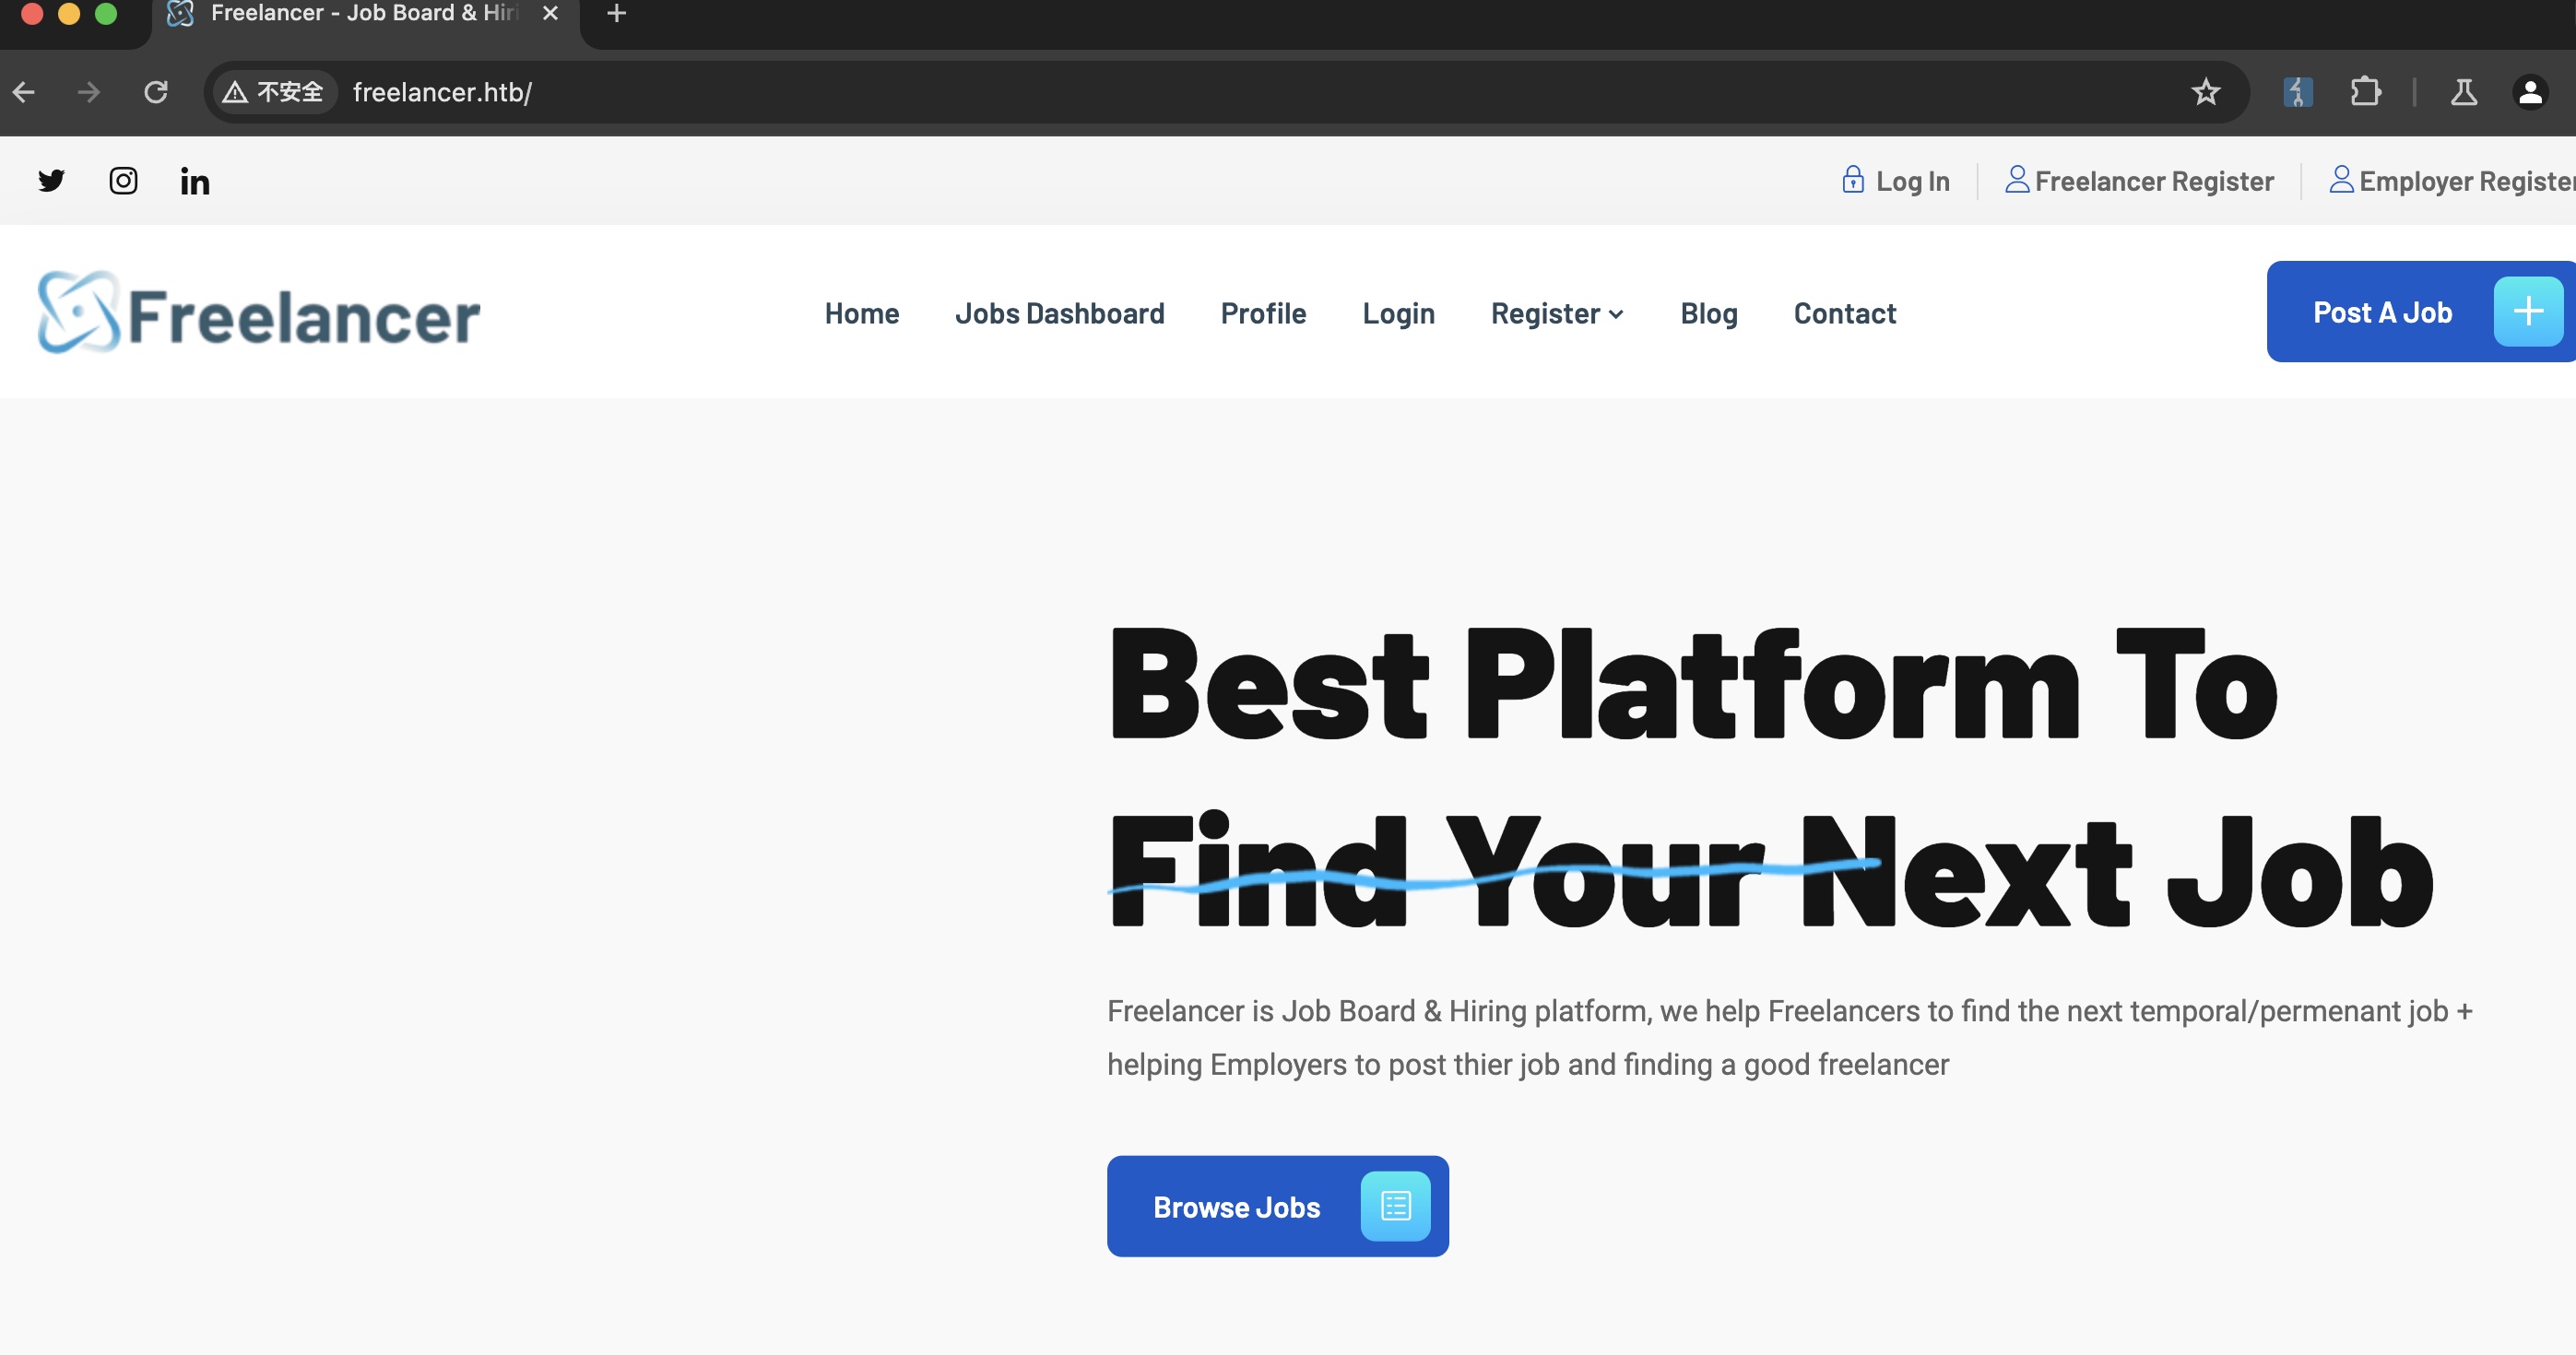 Freelancer - Job Board & Hiri
不安全 freelancer.htb/
Log In Freelancer Register Employer Register
Freelancer Home Jobs Dashboard Profile Login Register Blog Contact Post A Job
Best Platform To
Find Your Next Job
Freelancer is Job Board & Hiring platform, we help Freelancers to find the next temporal/permenant job +
helping Employers to post thier job and finding a good freelancer
Browse Jobs